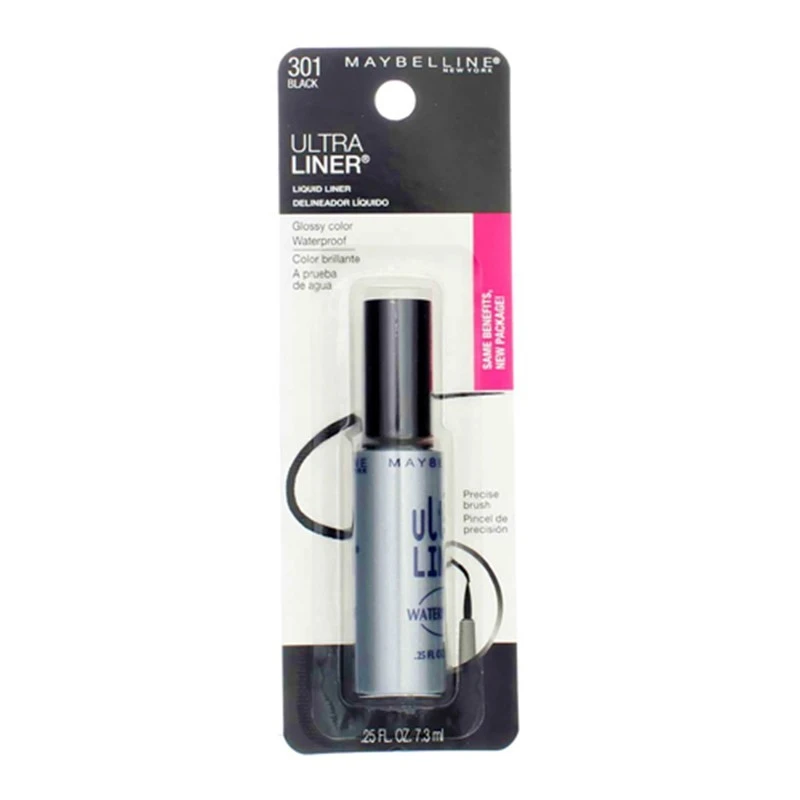 301
BLACK
MAYBELLINE®
NEW YORK
ULTRA
LINER®
LIQUID LINER
DELINEADOR LÍQUIDO
Glossy color
Waterproof
Color brillante
A prueba
de agua
SAME BENEFITS,
NEW PACKAGE!
MAYBE
Precise
brush
Pincel de
precisión
ult
LIN
WATER
.25 FL OZ
.25 FL. OZ. 7.3 ml